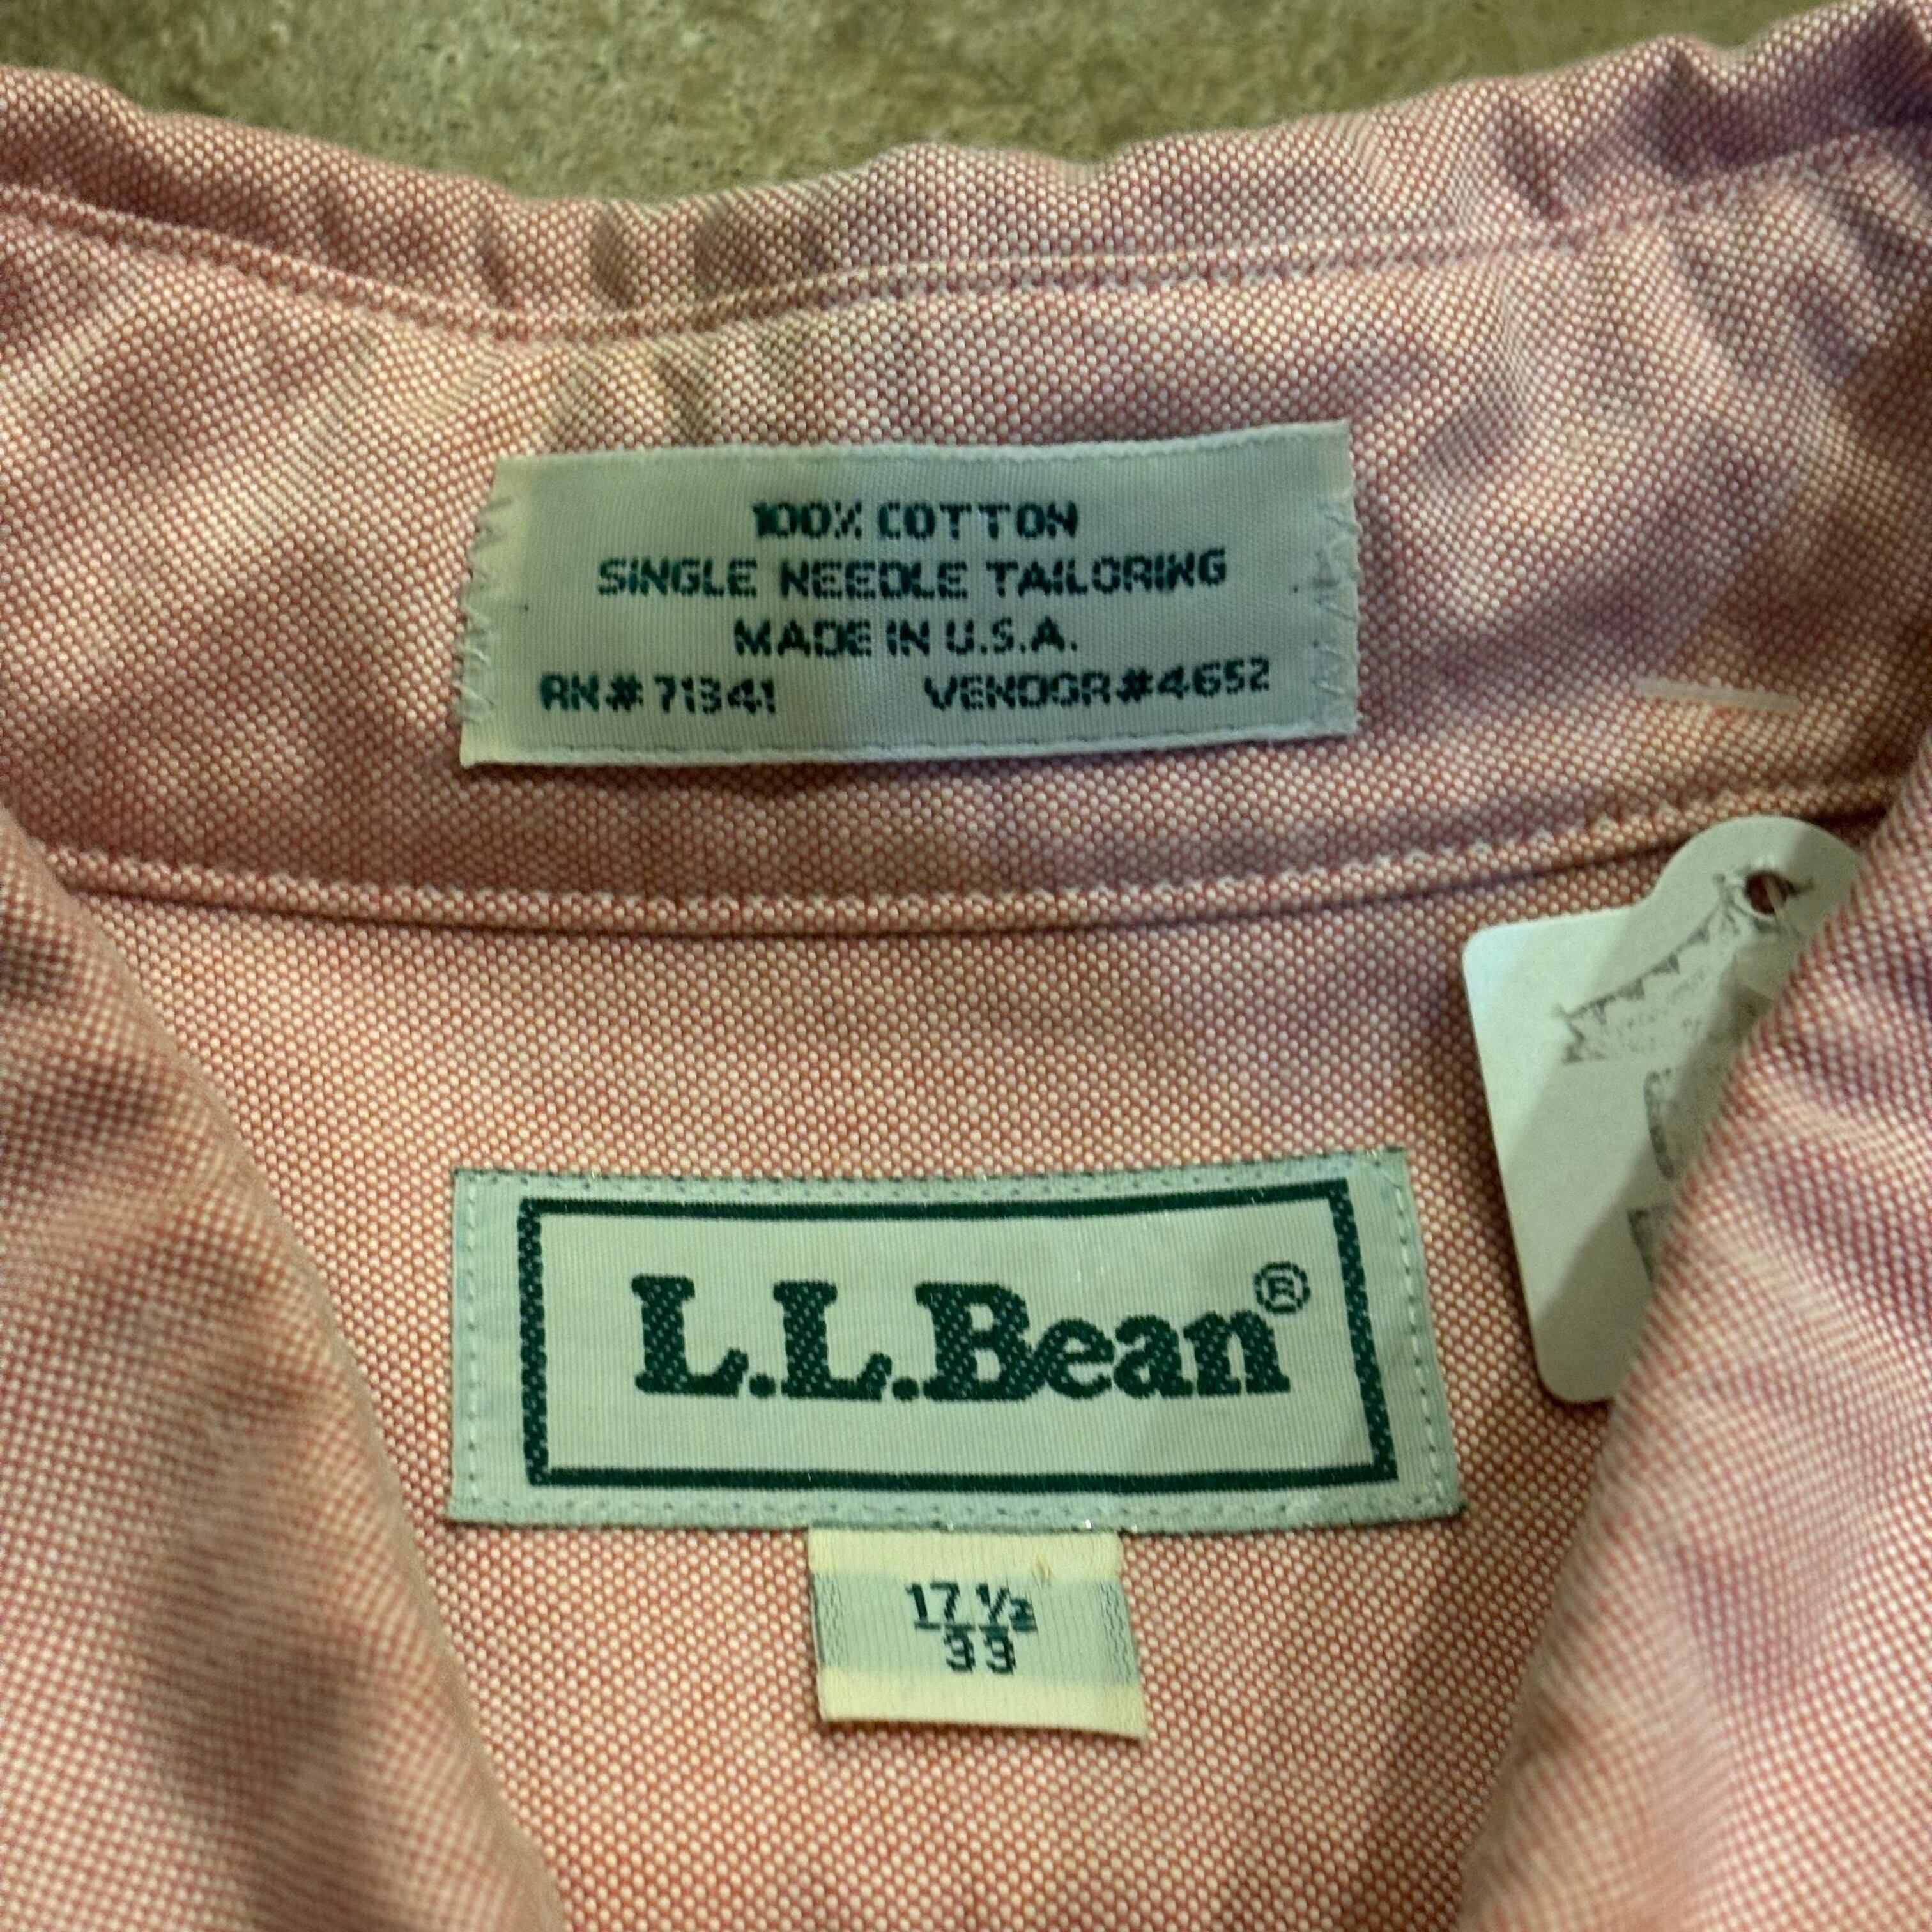 100% COTTON
SINGLE NEEDLE TAILORING
MADE IN U.S.A.
RN# 71341 VENDOR#4652
L.L.Bean®
17 ½
33